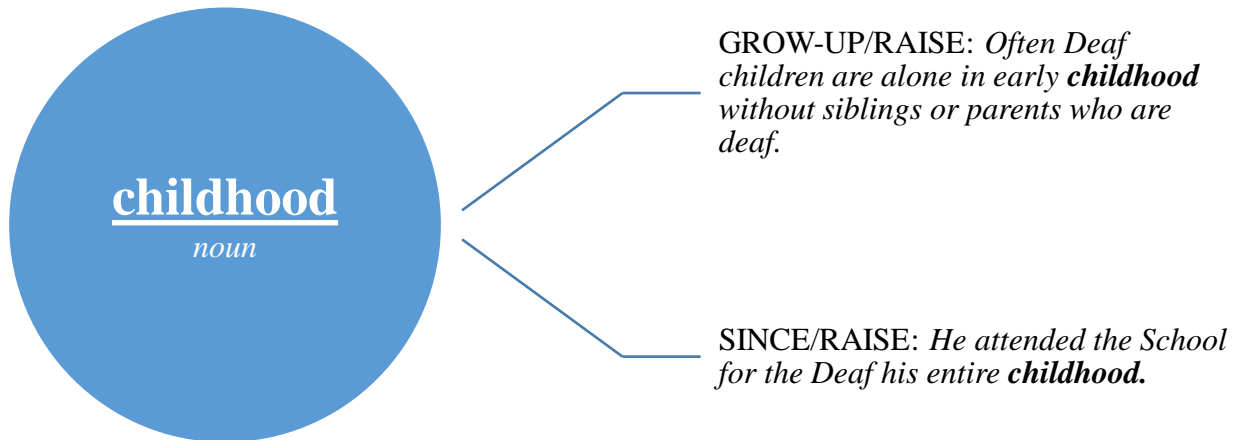 childhood
noun
GROW-UP/RAISE: Often Deaf
children are alone in early childhood
without siblings or parents who are
deaf.
SINCE/RAISE: He attended the School
for the Deaf his entire childhood.